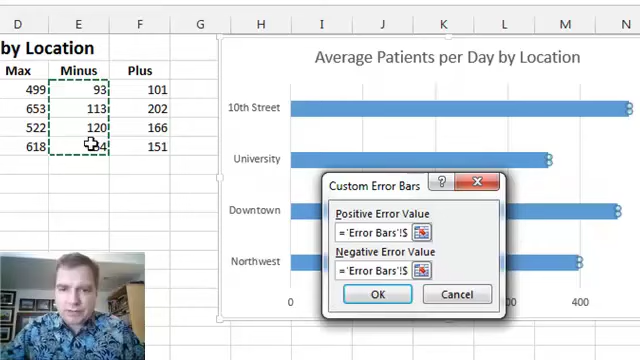 D E F G H I J K L M N
by Location
Max Minus Plus
499 93 101
653 113 202
522 120 166
618 151
Average Patients per Day by Location
10th Street
University
Downtown
Northwest
0 400
Custom Error Bars
?
Positive Error Value
='Error Bars'!$
Negative Error Value
='Error Bars'!$
OK Cancel